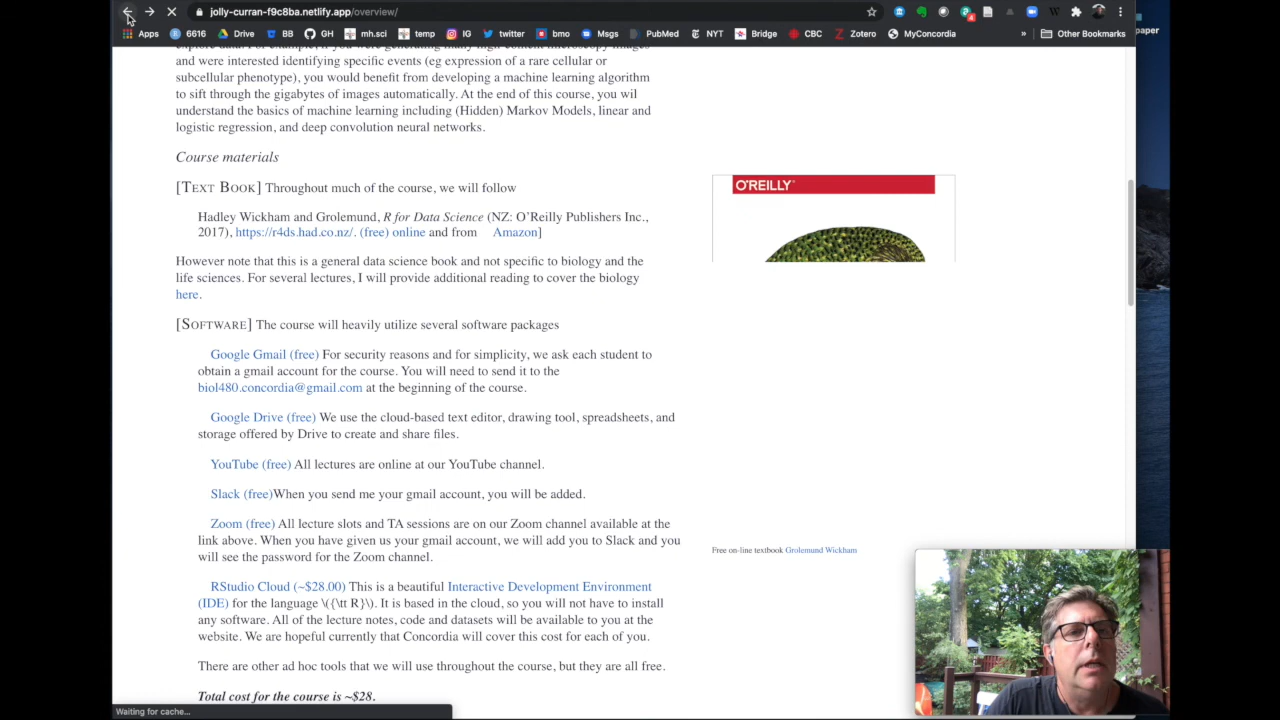 jolly-curran-f9c8ba.netlify.app/overview/
Apps 6616 Drive BB GH mh.sci temp IG twitter bmo Msgs PubMed NYT Bridge CBC Zotero MyConcordia » Other Bookmarks
paper
and were interested identifying specific events (eg expression of a rare cellular or
subcellular phenotype), you would benefit from developing a machine learning algorithm
to sift through the gigabytes of images automatically. At the end of this course, you wil
understand the basics of machine learning including (Hidden) Markov Models, linear and
logistic regression, and deep convolution neural networks.
Course materials
[TEXT BOOK] Throughout much of the course, we will follow
O'REILLY®
Hadley Wickham and Grolemund, R for Data Science (NZ: O’Reilly Publishers Inc.,
2017), https://r4ds.had.co.nz/. (free) online and from Amazon]
However note that this is a general data science book and not specific to biology and the
life sciences. For several lectures, I will provide additional reading to cover the biology
here.
[SOFTWARE] The course will heavily utilize several software packages
Google Gmail (free) For security reasons and for simplicity, we ask each student to
obtain a gmail account for the course. You will need to send it to the
biol480.concordia@gmail.com at the beginning of the course.
Google Drive (free) We use the cloud-based text editor, drawing tool, spreadsheets, and
storage offered by Drive to create and share files.
YouTube (free) All lectures are online at our YouTube channel.
Slack (free)When you send me your gmail account, you will be added.
Zoom (free) All lecture slots and TA sessions are on our Zoom channel available at the
link above. When you have given us your gmail account, we will add you to Slack and you
will see the password for the Zoom channel.
Free on-line textbook Grolemund Wickham
RStudio Cloud (~$28.00) This is a beautiful Interactive Development Environment
(IDE) for the language \({\tt R}\). It is based in the cloud, so you will not have to install
any software. All of the lecture notes, code and datasets will be available to you at the
website. We are hopeful currently that Concordia will cover this cost for each of you.
There are other ad hoc tools that we will use throughout the course, but they are all free.
Total cost for the course is ~$28.
Waiting for cache...